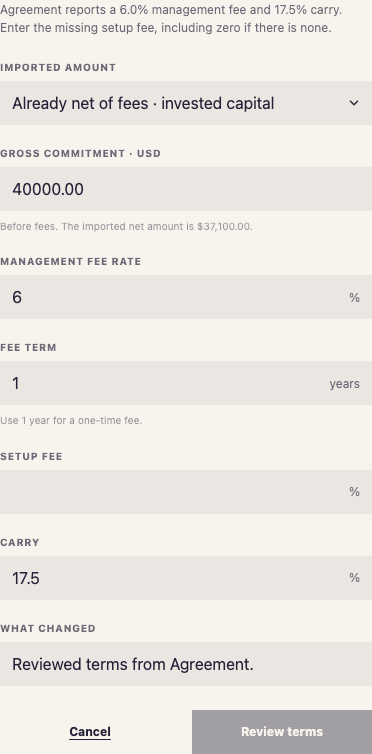 Agreement reports a 6.0% management fee and 17.5% carry.
Enter the missing setup fee, including zero if there is none.
IMPORTED AMOUNT
Already net of fees · invested capital
GROSS COMMITMENT · USD
40000.00
Before fees. The imported net amount is $37,100.00.
MANAGEMENT FEE RATE
6 %
FEE TERM
1 years
Use 1 year for a one-time fee.
SETUP FEE
%
CARRY
17.5 %
WHAT CHANGED
Reviewed terms from Agreement.
Cancel Review terms